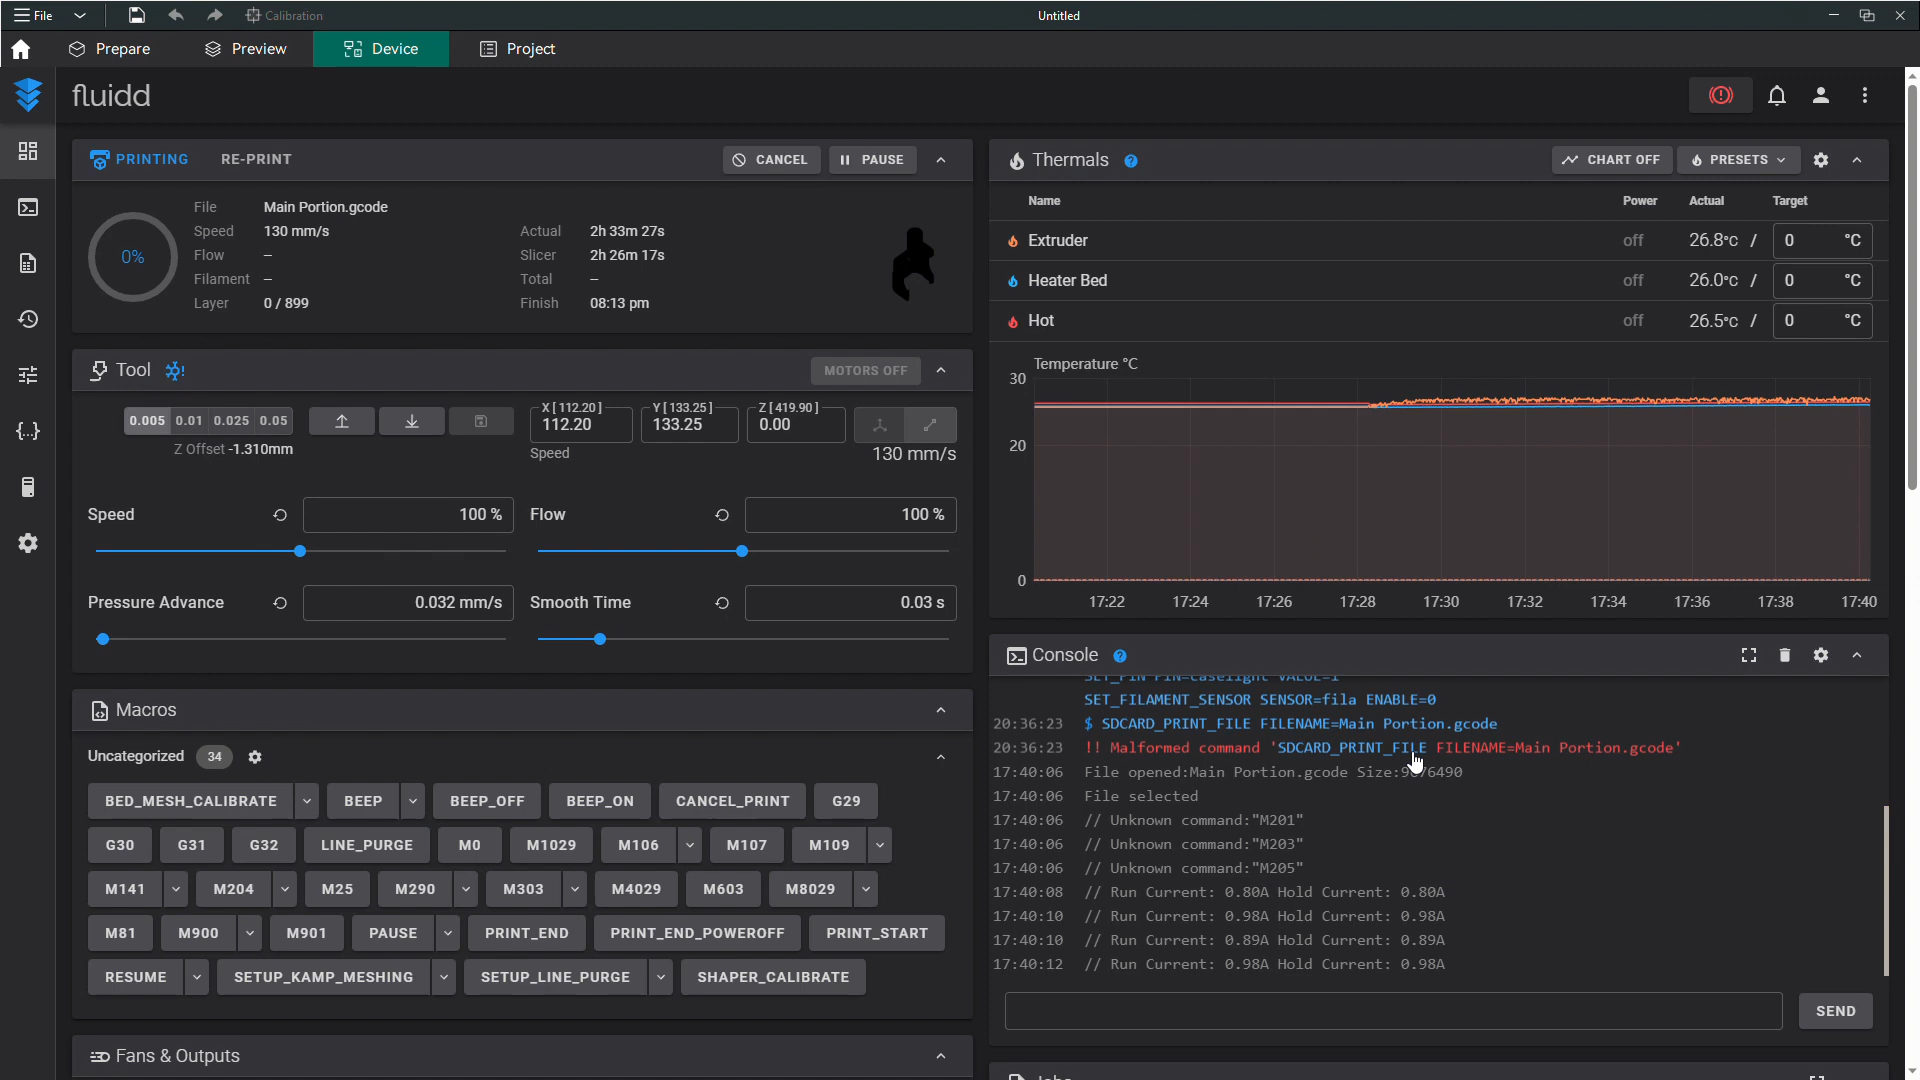 File
Calibration
Untitled
Prepare
Preview
Device
Project
fluidd
PRINTING
RE-PRINT
CANCEL
PAUSE
0%
File Main Portion.gcode
Speed 130 mm/s
Flow –
Filament –
Layer 0 / 899
Actual 2h 33m 27s
Slicer 2h 26m 17s
Total –
Finish 08:13 pm
Tool
MOTORS OFF
0.005 0.01 0.025 0.05
Z Offset -1.310mm
X [ 112.20 ]
112.20
Y [ 133.25 ]
133.25
Z [ 419.90 ]
0.00
Speed 130 mm/s
Speed 100 %
Flow 100 %
Pressure Advance 0.032 mm/s
Smooth Time 0.03 s
Macros
Uncategorized 34
BED_MESH_CALIBRATE BEEP BEEP_OFF BEEP_ON CANCEL_PRINT G29
G30 G31 G32 LINE_PURGE M0 M1029 M106 M107 M109
M141 M204 M25 M290 M303 M4029 M603 M8029
M81 M900 M901 PAUSE PRINT_END PRINT_END_POWEROFF PRINT_START
RESUME SETUP_KAMP_MESHING SETUP_LINE_PURGE SHAPER_CALIBRATE
Fans & Outputs
Thermals
CHART OFF
PRESETS
Name Power Actual Target
Extruder off 26.8°C / 0 °C
Heater Bed off 26.0°C / 0 °C
Hot off 26.5°C / 0 °C
Temperature °C
30
20
0
17:22 17:24 17:26 17:28 17:30 17:32 17:34 17:36 17:38 17:40
Console
SET_PIN PIN=caselight VALUE=1
SET_FILAMENT_SENSOR SENSOR=fila ENABLE=0
20:36:23 $ SDCARD_PRINT_FILE FILENAME=Main Portion.gcode
20:36:23 !! Malformed command 'SDCARD_PRINT_FILE FILENAME=Main Portion.gcode'
17:40:06 File opened:Main Portion.gcode
17:40:06 File selected
17:40:06 // Unknown command:"M201"
17:40:06 // Unknown command:"M203"
17:40:06 // Unknown command:"M205"
17:40:08 // Run Current: 0.80A Hold Current: 0.80A
17:40:10 // Run Current: 0.98A Hold Current: 0.98A
17:40:10 // Run Current: 0.89A Hold Current: 0.89A
17:40:12 // Run Current: 0.98A Hold Current: 0.98A
SEND